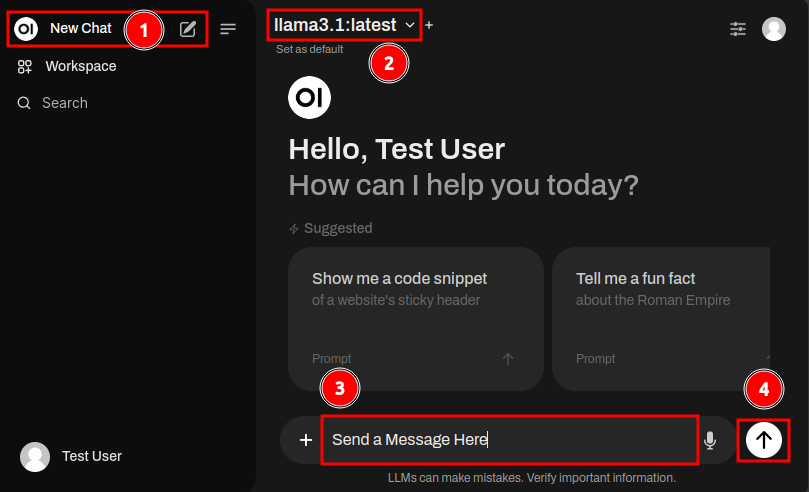 OI New Chat 1
Workspace
Search
Test User
llama3.1:latest
Set as default
2
OI
Hello, Test User
How can I help you today?
Suggested
Show me a code snippet
of a website's sticky header
Prompt
Tell me a fun fact
about the Roman Empire
Prompt
3
4
Send a Message Here
LLMs can make mistakes. Verify important information.